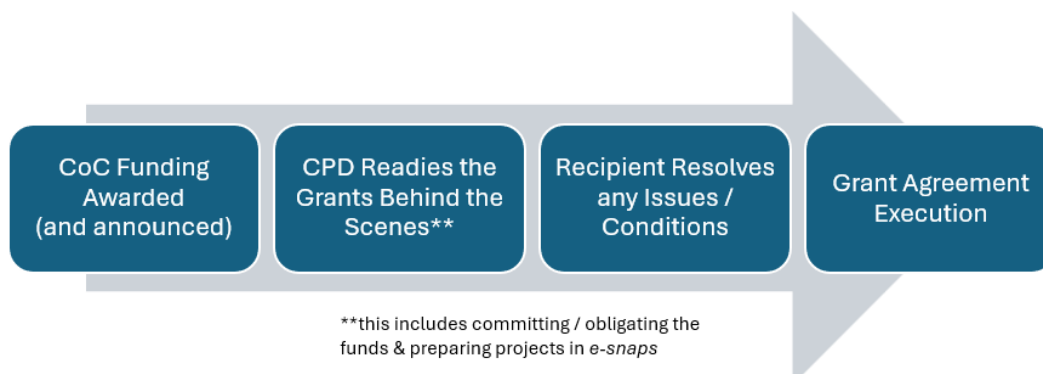 CoC Funding
Awarded
(and announced)
CPD Readies the
Grants Behind the
Scenes**
Recipient Resolves
any Issues /
Conditions
Grant Agreement
Execution
**this includes committing / obligating the
funds & preparing projects in e-snaps